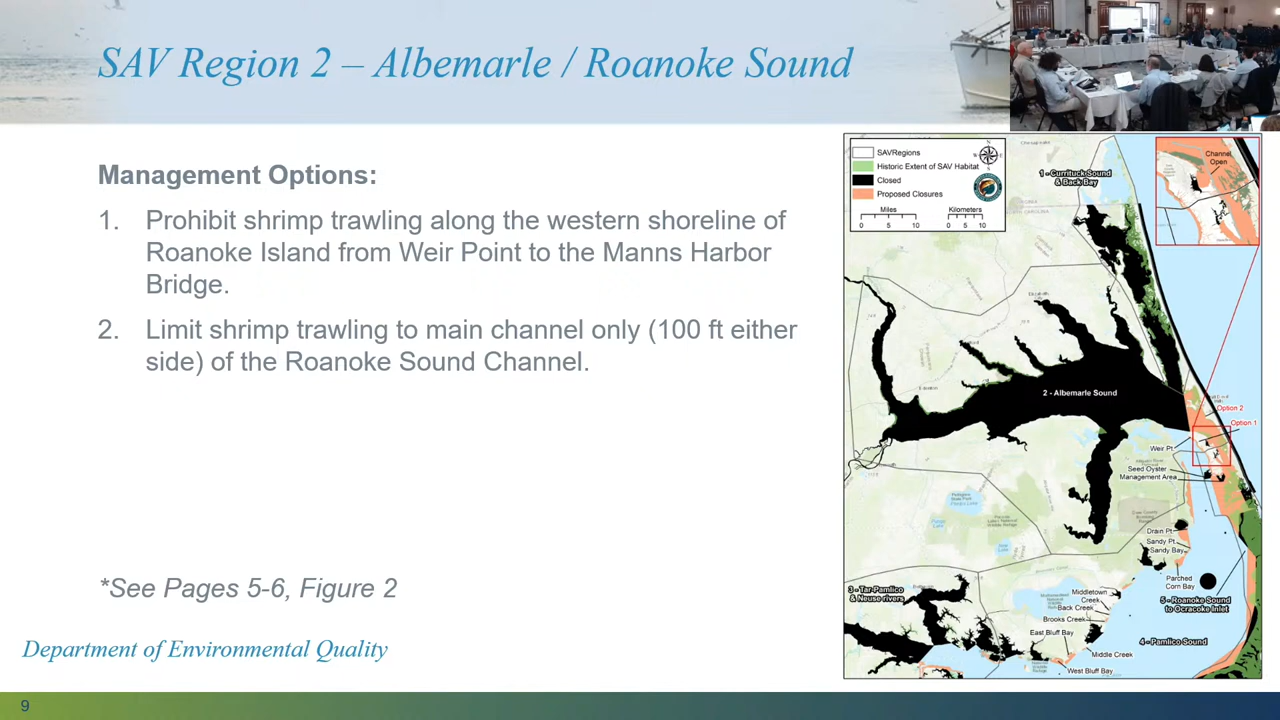 SAV Region 2 – Albemarle / Roanoke Sound
Management Options:
1. Prohibit shrimp trawling along the western shoreline of
Roanoke Island from Weir Point to the Manns Harbor
Bridge.
2. Limit shrimp trawling to main channel only (100 ft either
side) of the Roanoke Sound Channel.
*See Pages 5-6, Figure 2
Department of Environmental Quality
9
SAVRegions
Historic Extent of SAV Habitat
Closed
Proposed Closures
Miles
Kilometers
0 5 10
0 5 10
1 - Currituck Sound
& Back Bay
Channel
Open
2 - Albemarle Sound
Option 2
Option 1
Weir Pt.
Seed Oyster
Management Area
Drain Pt.
Sandy Pt.
Sandy Bay
Parched
Corn Bay
3 - Tar-Pamlico
& Neuse rivers
Middletown
Creek
Back Creek
Brooks Creek
East Bluff Bay
5 - Roanoke Sound
to Ocracoke Inlet
4 - Pamlico Sound
Middle Creek
West Bluff Bay